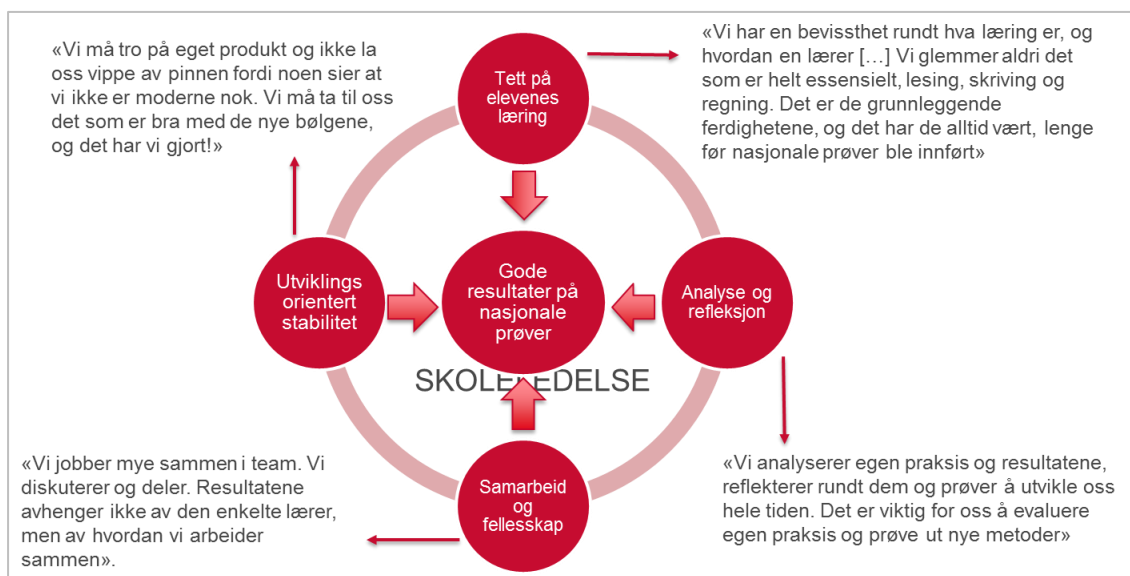 «Vi må tro på eget produkt og ikke la
oss vippe av pinnen fordi noen sier at
vi ikke er moderne nok. Vi må ta til oss
det som er bra med de nye bølgene,
og det har vi gjort!»
Tett på
elevenes
læring
«Vi har en bevissthet rundt hva læring er, og
hvordan en lærer […] Vi glemmer aldri det
som er helt essensielt, lesing, skriving og
regning. Det er de grunnleggende
ferdighetene, og det har de alltid vært, lenge
før nasjonale prøver ble innført»
Utviklings
orientert
stabilitet
Gode
resultater på
nasjonale
prøver
Analyse og
refleksjon
SKOLELEDELSE
«Vi jobber mye sammen i team. Vi
diskuterer og deler. Resultatene
avhenger ikke av den enkelte lærer,
men av hvordan vi arbeider
sammen».
Samarbeid
og
fellesskap
«Vi analyserer egen praksis og resultatene,
reflekterer rundt dem og prøver å utvikle oss
hele tiden. Det er viktig for oss å evaluere
egen praksis og prøve ut nye metoder»